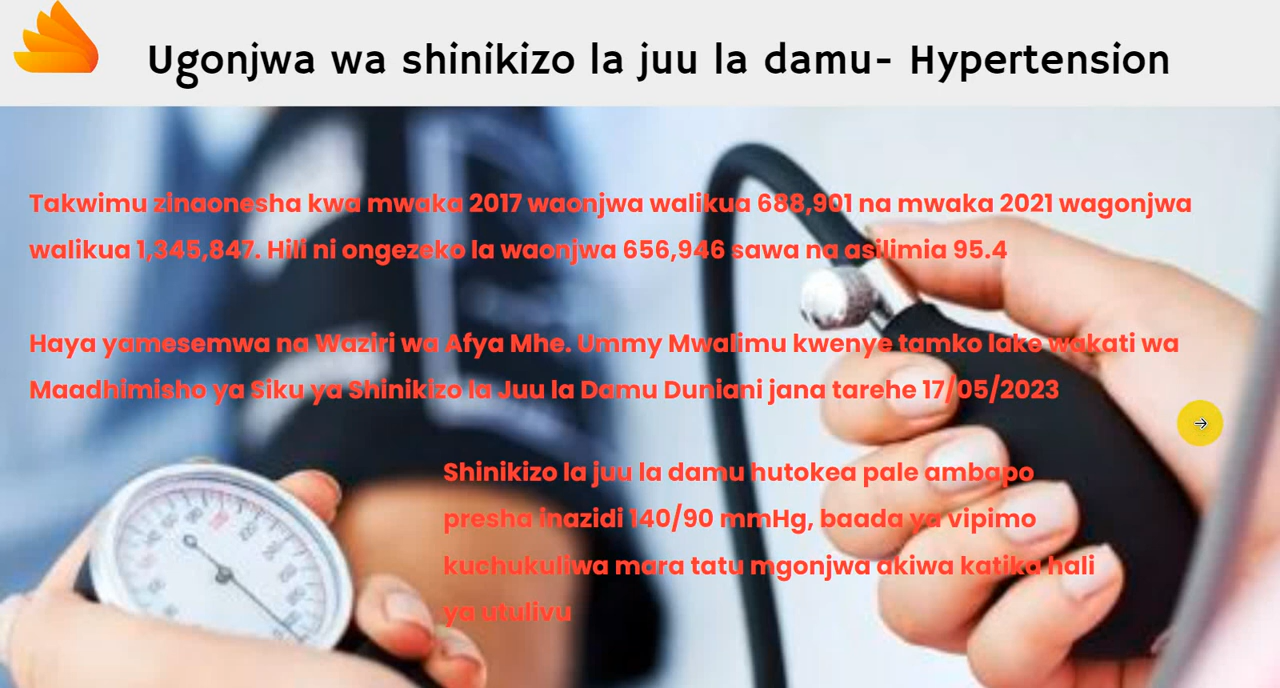 Ugonjwa wa shinikizo la juu la damu- Hypertension
Takwimu zinaonesha kwa mwaka 2017 waonjwa walikua 688,901 na mwaka 2021 wagonjwa
walikua 1,345,847. Hili ni ongezeko la waonjwa 656,946 sawa na asilimia 95.4
Haya yamesemwa na Waziri wa Afya Mhe. Ummy Mwalimu kwenye tamko lake wakati wa
Maadhimisho ya Siku ya Shinikizo la Juu la Damu Duniani jana tarehe 17/05/2023
Shinikizo la juu la damu hutokea pale ambapo
presha inazidi 140/90 mmHg, baada ya vipimo
kuchukuliwa mara tatu mgonjwa akiwa katika hali
ya utulivu